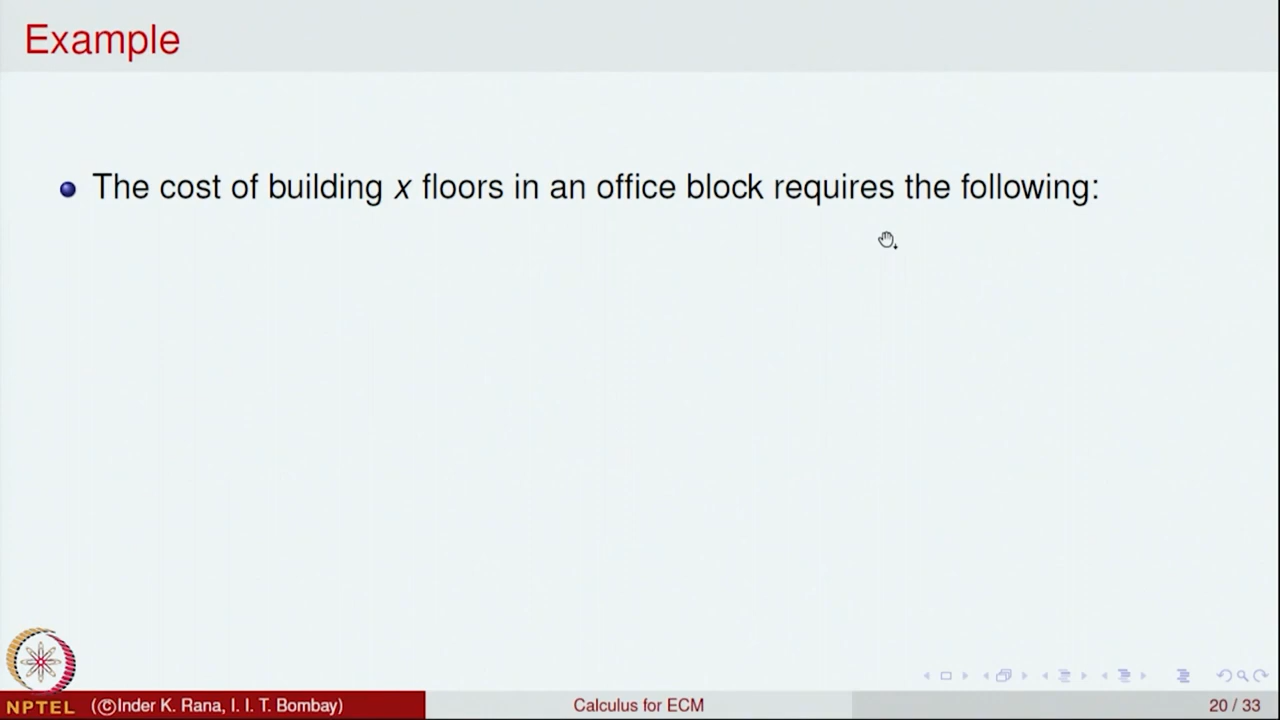 Example
The cost of building x floors in an office block requires the following:
NPTEL
(©Inder K. Rana, I. I. T. Bombay)
Calculus for ECM
20 / 33